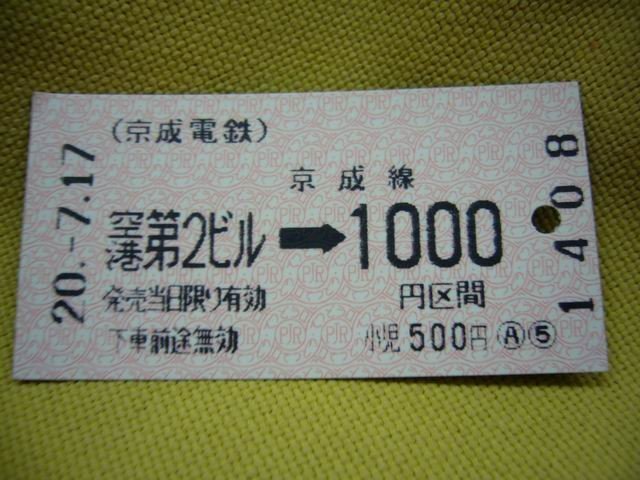 (京成電鉄)
京成線
空港第2ビル➡1000
円区間
発売当日限り有効
下車前途無効
小児500円 Ⓐ⑤
20.-7.17
1408